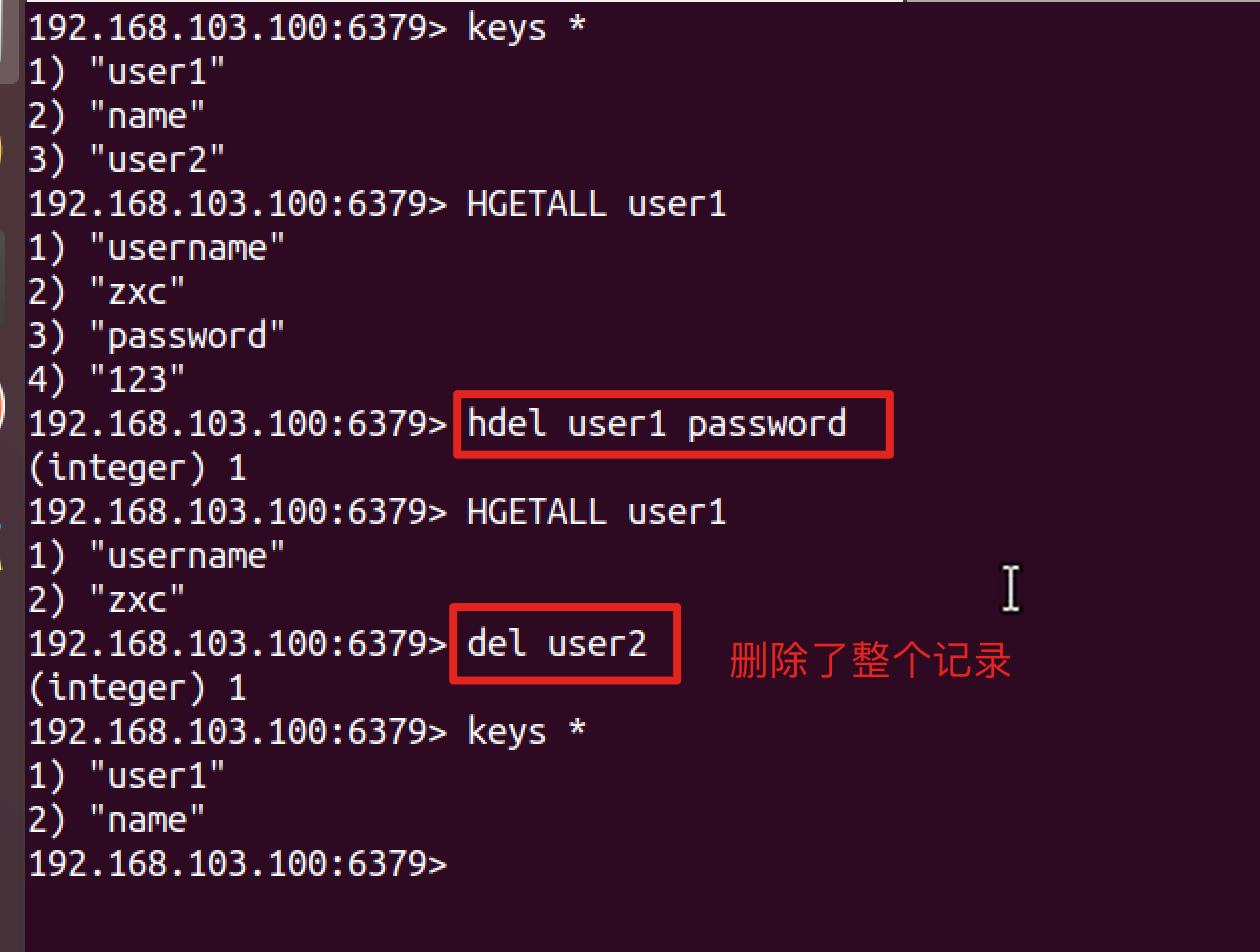 192.168.103.100:6379> keys *
1) "user1"
2) "name"
3) "user2"
192.168.103.100:6379> HGETALL user1
1) "username"
2) "zxc"
3) "password"
4) "123"
192.168.103.100:6379> hdel user1 password
(integer) 1
192.168.103.100:6379> HGETALL user1
1) "username"
2) "zxc"
192.168.103.100:6379> del user2 删除了整个记录
(integer) 1
192.168.103.100:6379> keys *
1) "user1"
2) "name"
192.168.103.100:6379>